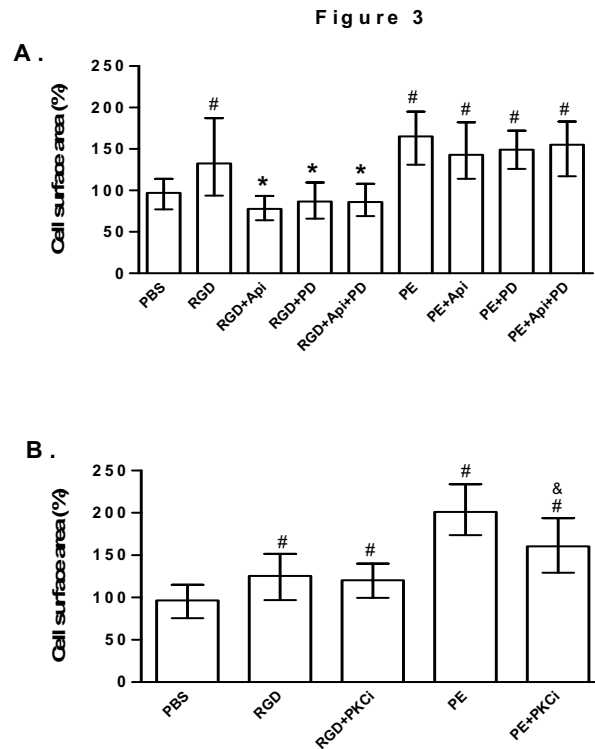 Figure 3
A.
Cell surface area (%)
250
200
150
100
50
0
#
*
*
*
#
#
#
#
PBS
RGD
RGD+Api
RGD+PD
RGD+Api+PD
PE
PE+Api
PE+PD
PE+Api+PD
B.
Cell surface area (%)
250
200
150
100
50
0
#
#
#
&
#
PBS
RGD
RGD+PKCi
PE
PE+PKCi